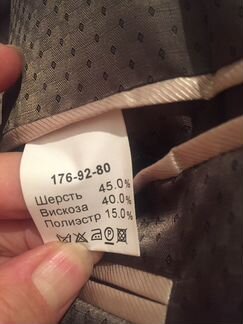 176-92-80
Шерсть 45.0%
Вискоза 40.0%
Полиэстр 15.0%